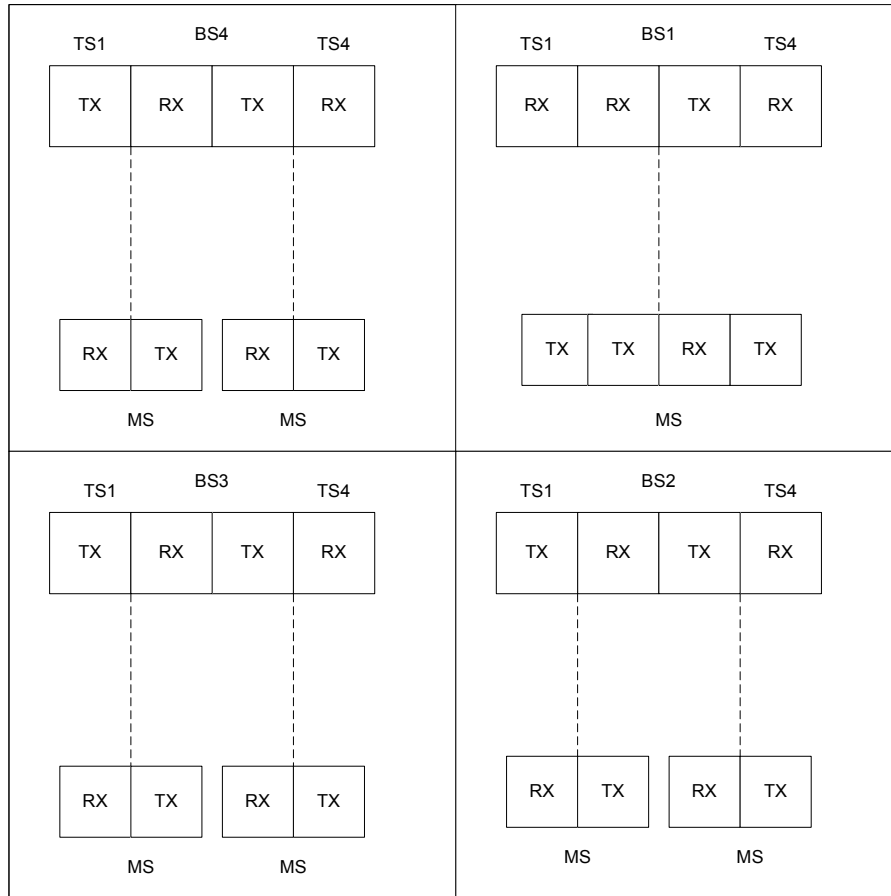 BS4
TS1 TS4
TX RX TX RX
RX TX RX TX
MS MS
BS1
TS1 TS4
RX RX TX RX
TX TX RX TX
MS
BS3
TS1 TS4
TX RX TX RX
RX TX RX TX
MS MS
BS2
TS1 TS4
TX RX TX RX
RX TX RX TX
MS MS